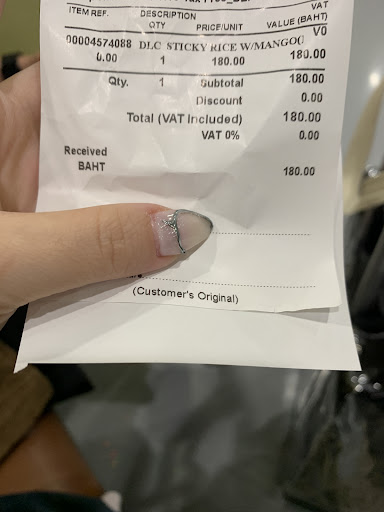 ITEM REF. DESCRIPTION VAT
QTY PRICE/UNIT VALUE (BAHT)
00004574088 DLC STICKY RICE W/MANGO( V0
0.00 1 180.00 180.00
Qty. 1 Subtotal 180.00
Discount 0.00
Total (VAT Included) 180.00
VAT 0% 0.00
Received
BAHT 180.00
(Customer's Original)